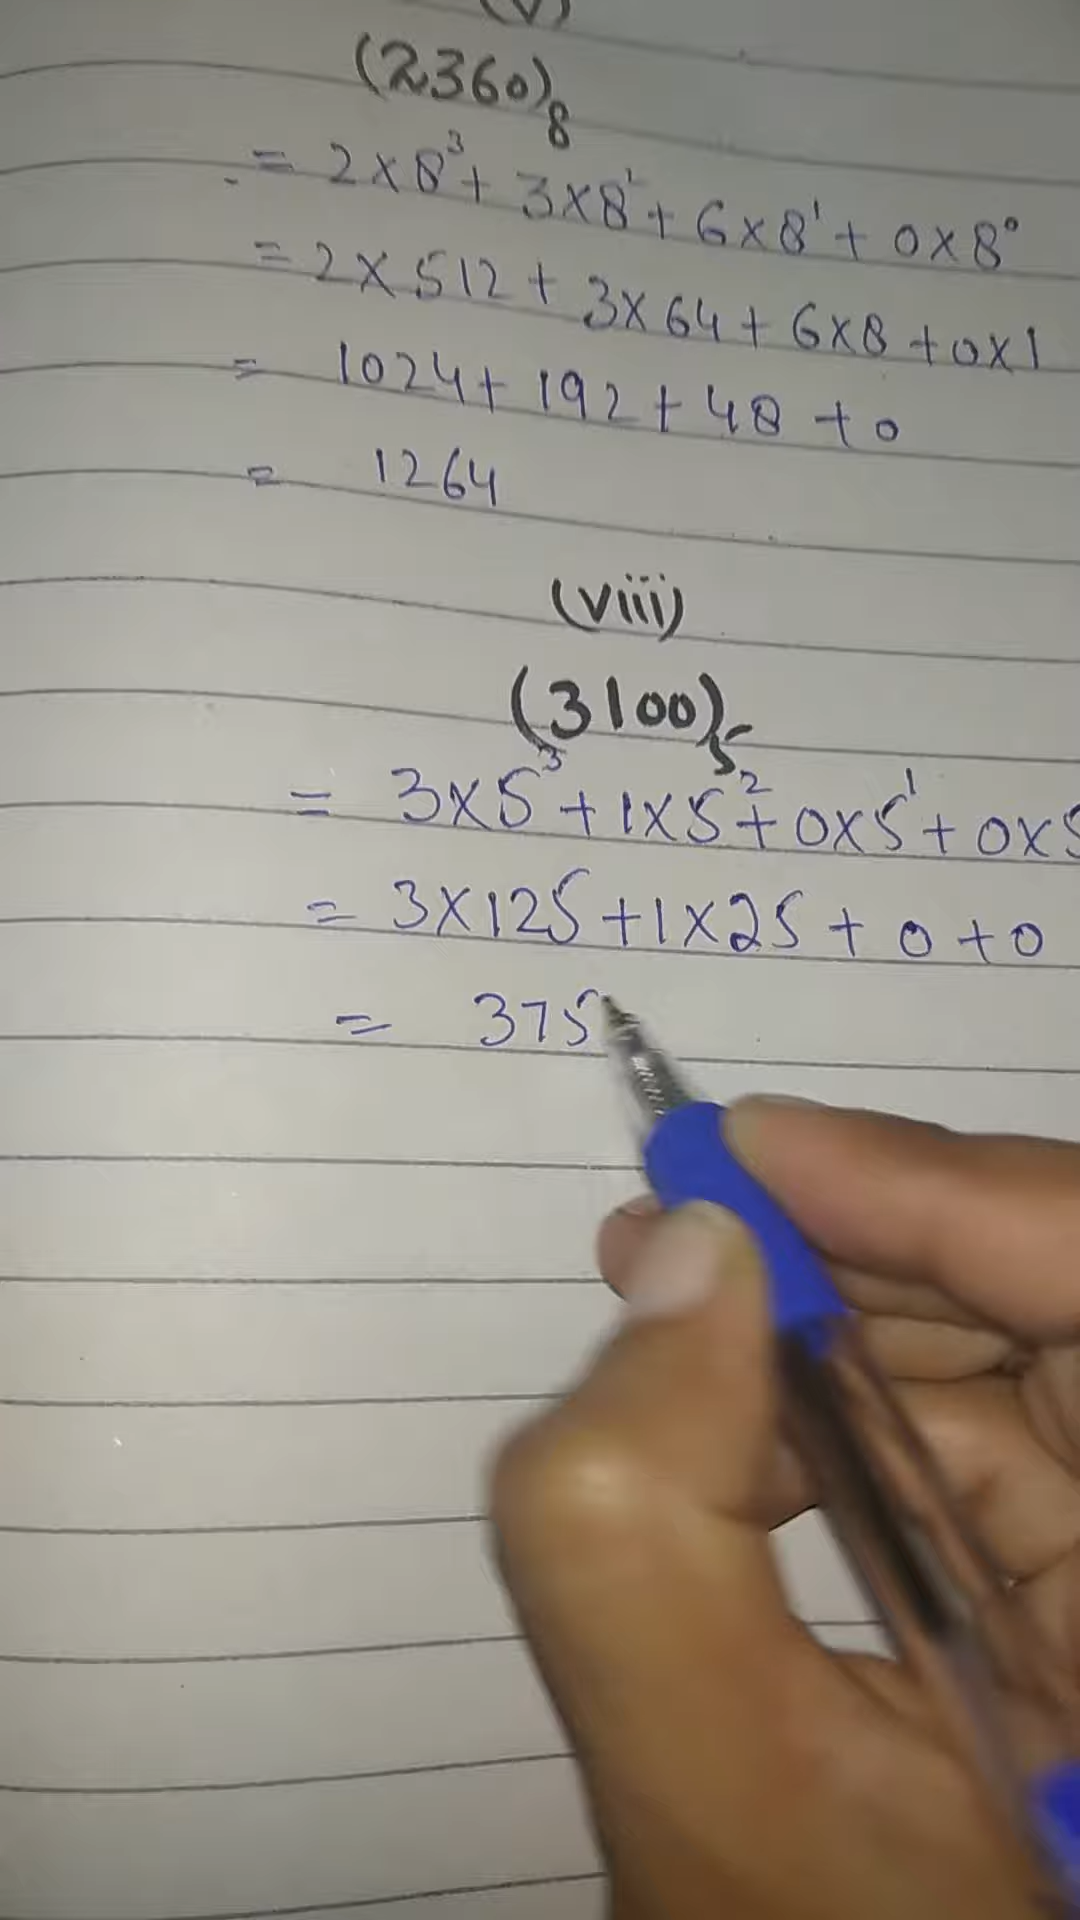 (v)
(2360)₈
= 2×8³ + 3×8¹ + 6×8¹ + 0×8⁰
= 2×512 + 3×64 + 6×8 + 0×1
= 1024 + 192 + 48 + 0
= 1264
(viii)
(3100)₅
= 3×5³ + 1×5² + 0×5¹ + 0×5
= 3×125 + 1×25 + 0 + 0
= 375